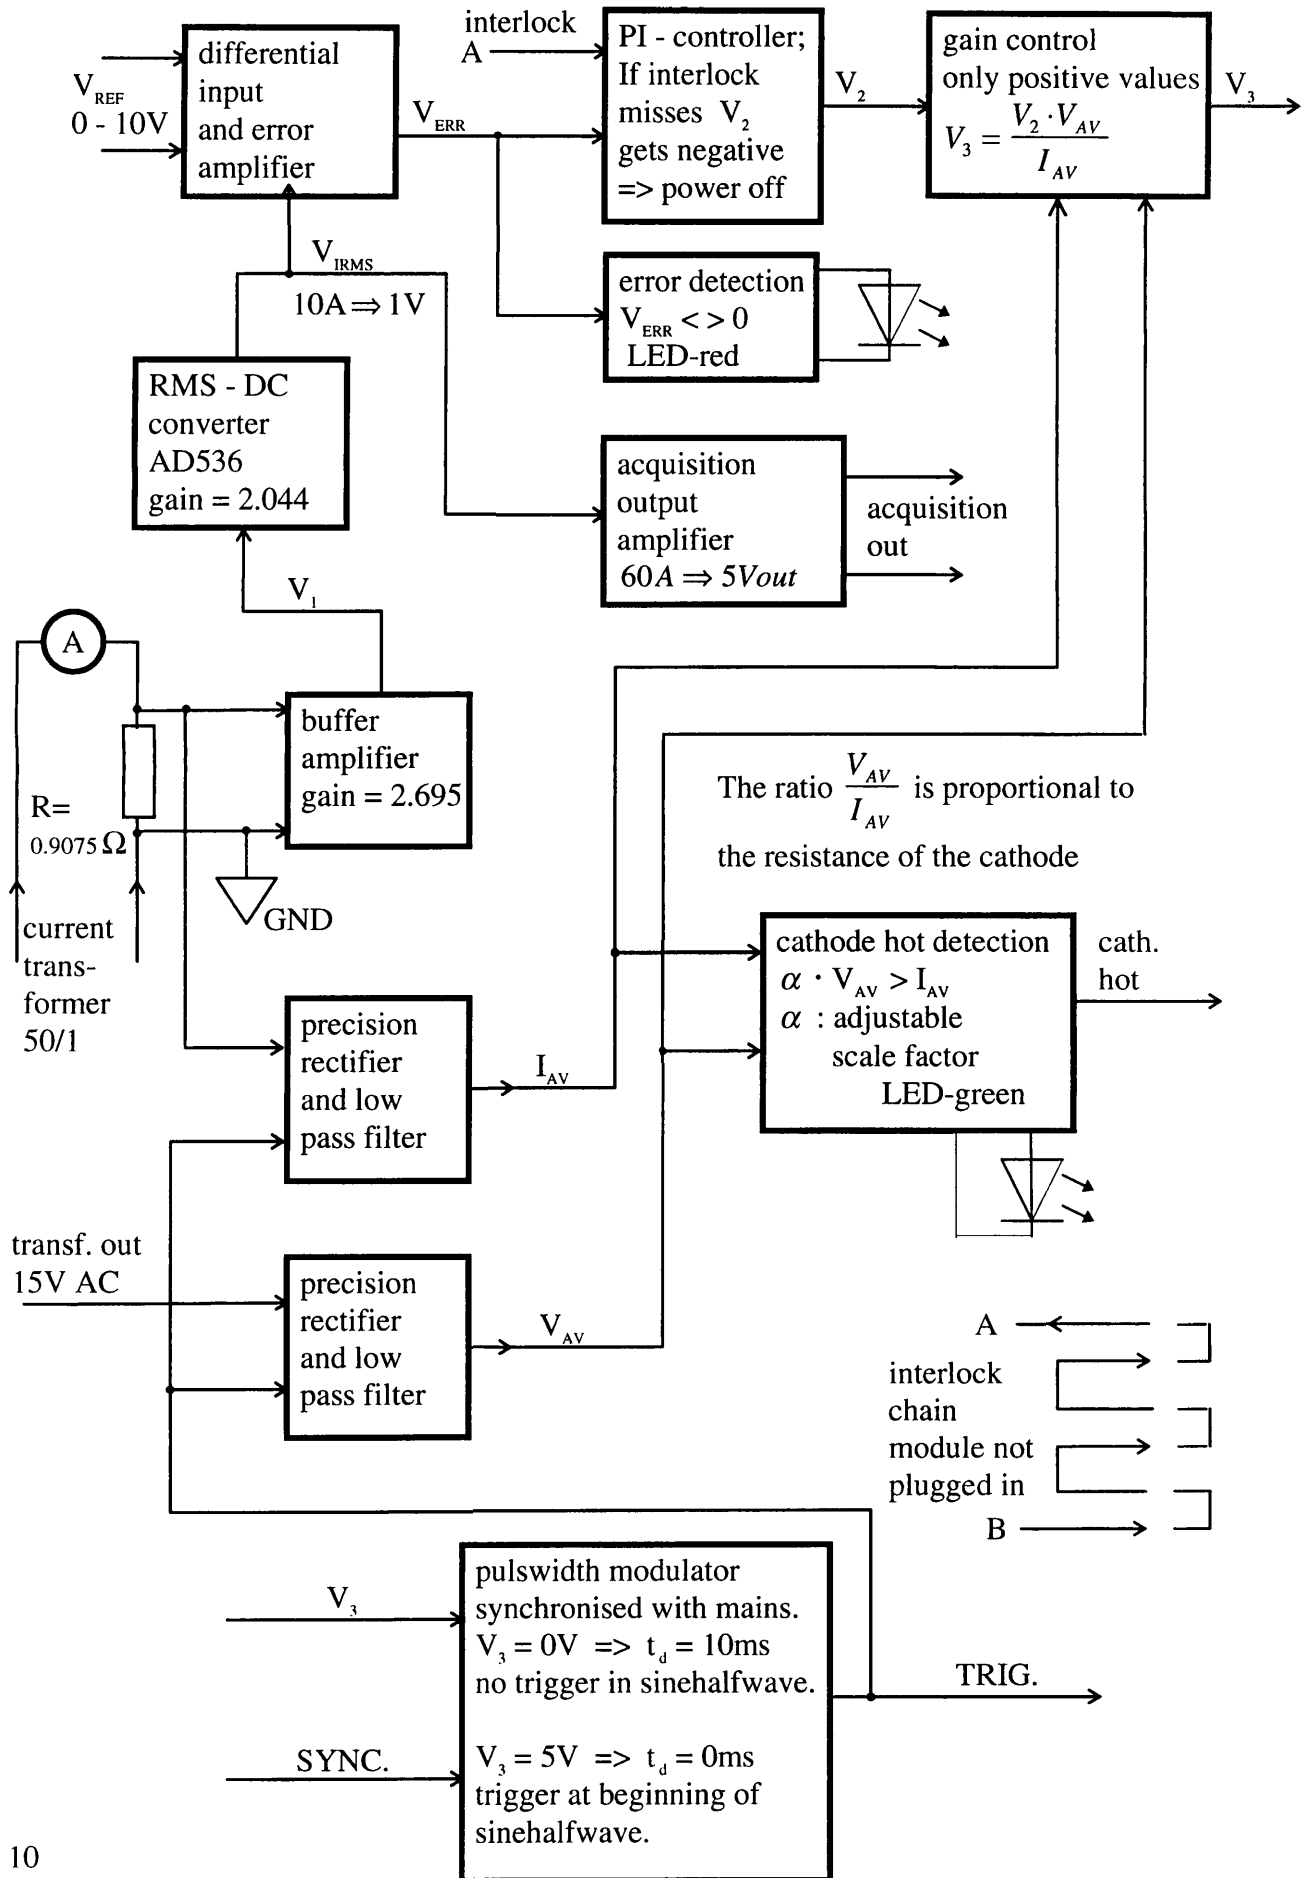 differential
input
and error
amplifier
V_REF
0 - 10V
V_ERR
interlock
A
PI - controller;
If interlock
misses V_2
gets negative
=> power off
V_2
gain control
only positive values
V_3 = V_2 · V_AV / I_AV
V_3
V_IRMS
10A ⇒ 1V
error detection
V_ERR < > 0
LED-red
RMS - DC
converter
AD536
gain = 2.044
acquisition
output
amplifier
60A ⇒ 5Vout
acquisition
out
V_1
A
buffer
amplifier
gain = 2.695
R=
0.9075 Ω
GND
current
trans-
former
50/1
The ratio V_AV / I_AV is proportional to
the resistance of the cathode
cathode hot detection
α · V_AV > I_AV
α : adjustable
scale factor
LED-green
cath.
hot
precision
rectifier
and low
pass filter
I_AV
transf. out
15V AC
precision
rectifier
and low
pass filter
V_AV
A
interlock
chain
module not
plugged in
B
V_3
SYNC.
pulswidth modulator
synchronised with mains.
V_3 = 0V => t_d = 10ms
no trigger in sinehalfwave.
V_3 = 5V => t_d = 0ms
trigger at beginning of
sinehalfwave.
TRIG.
10